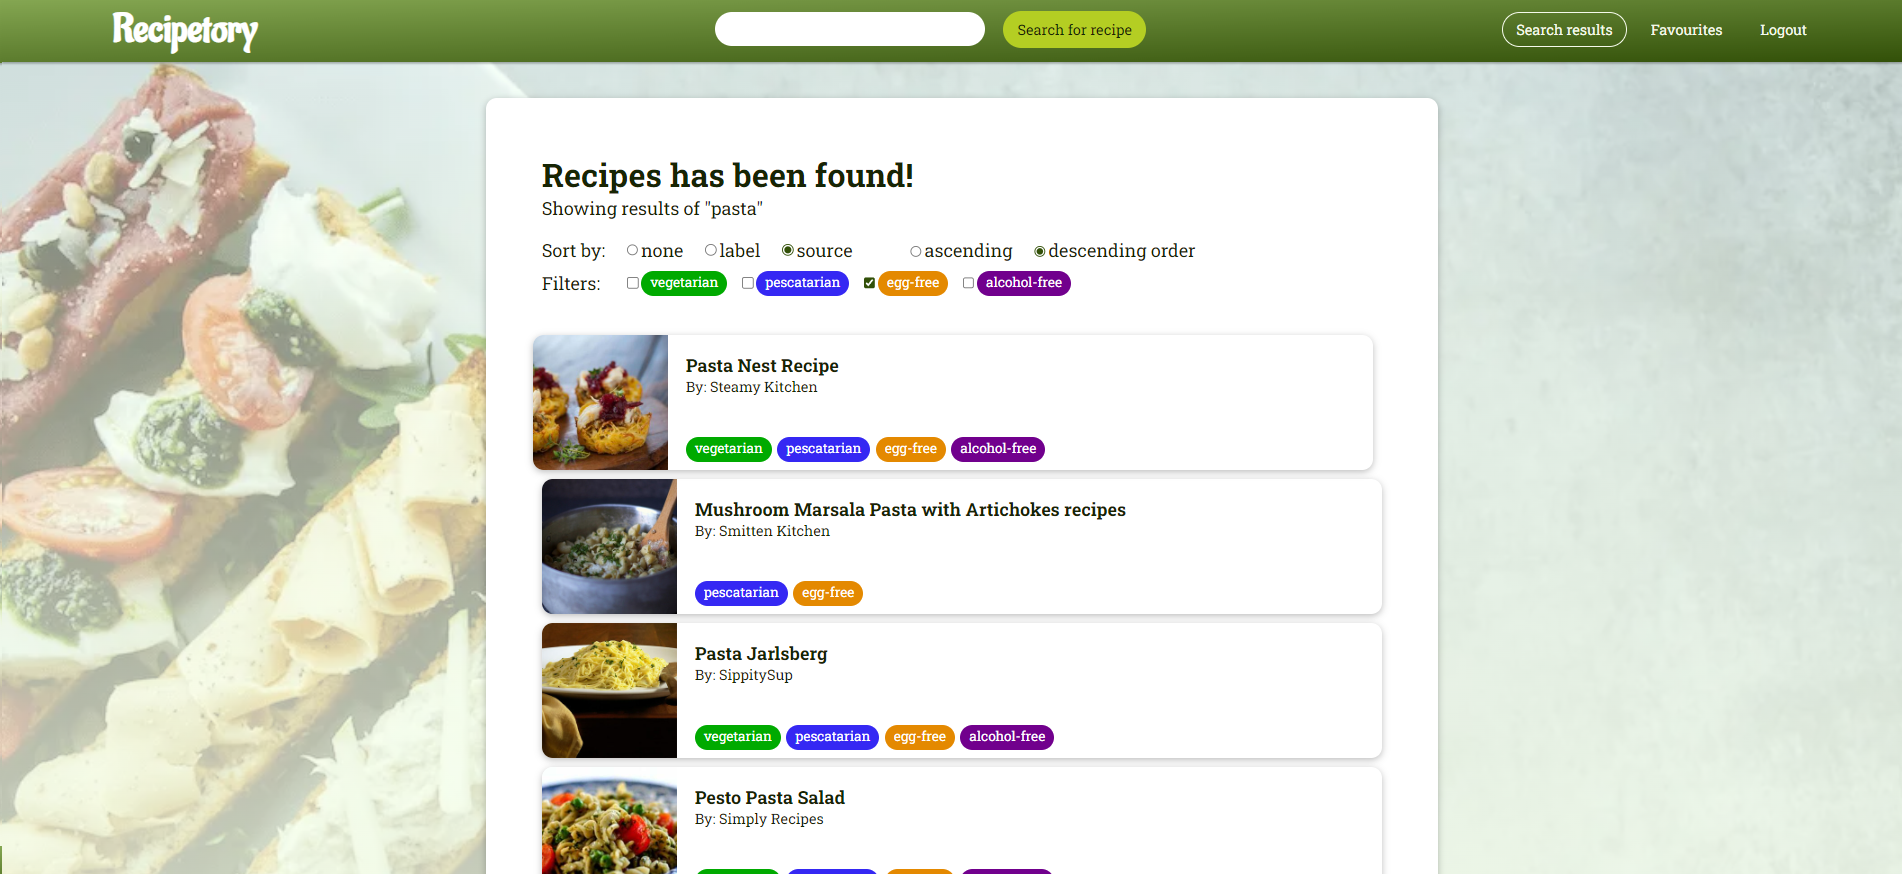 Recipetory
Search for recipe
Search results
Favourites
Logout
Recipes has been found!
Showing results of "pasta"
Sort by: none label source ascending descending order
Filters: vegetarian pescatarian egg-free alcohol-free
Pasta Nest Recipe
By: Steamy Kitchen
vegetarian pescatarian egg-free alcohol-free
Mushroom Marsala Pasta with Artichokes recipes
By: Smitten Kitchen
pescatarian egg-free
Pasta Jarlsberg
By: SippitySup
vegetarian pescatarian egg-free alcohol-free
Pesto Pasta Salad
By: Simply Recipes